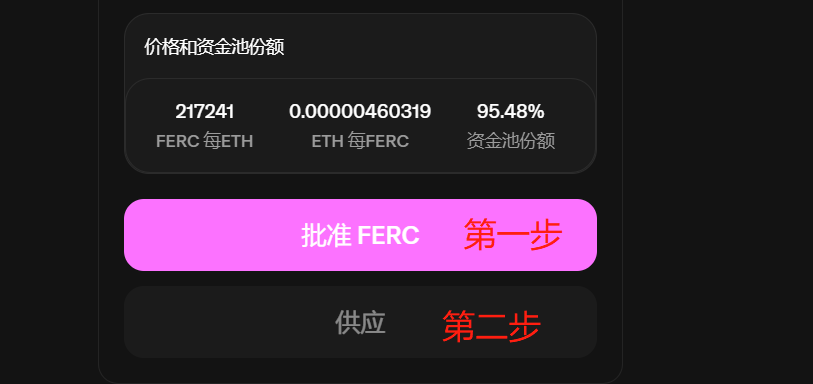 价格和资金池份额
217241 0.00000460319 95.48%
FERC 每ETH ETH 每FERC 资金池份额
批准 FERC 第一步
供应 第二步